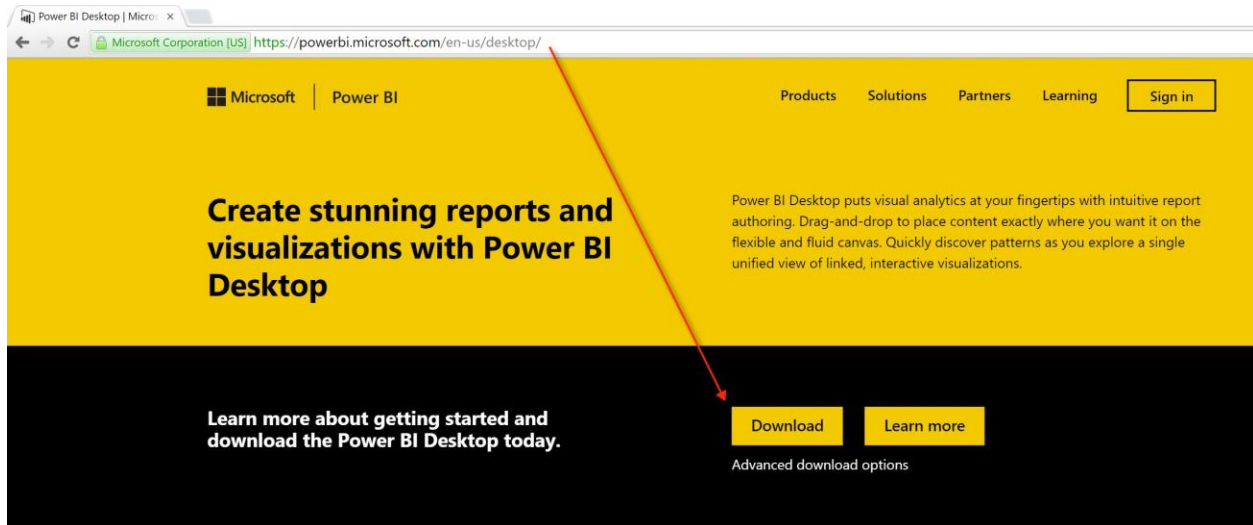 Power BI Desktop | Micros
Microsoft Corporation [US] https://powerbi.microsoft.com/en-us/desktop/
Microsoft Power BI Products Solutions Partners Learning Sign in
Create stunning reports and
visualizations with Power BI
Desktop
Power BI Desktop puts visual analytics at your fingertips with intuitive report
authoring. Drag-and-drop to place content exactly where you want it on the
flexible and fluid canvas. Quickly discover patterns as you explore a single
unified view of linked, interactive visualizations.
Learn more about getting started and
download the Power BI Desktop today.
Download Learn more
Advanced download options